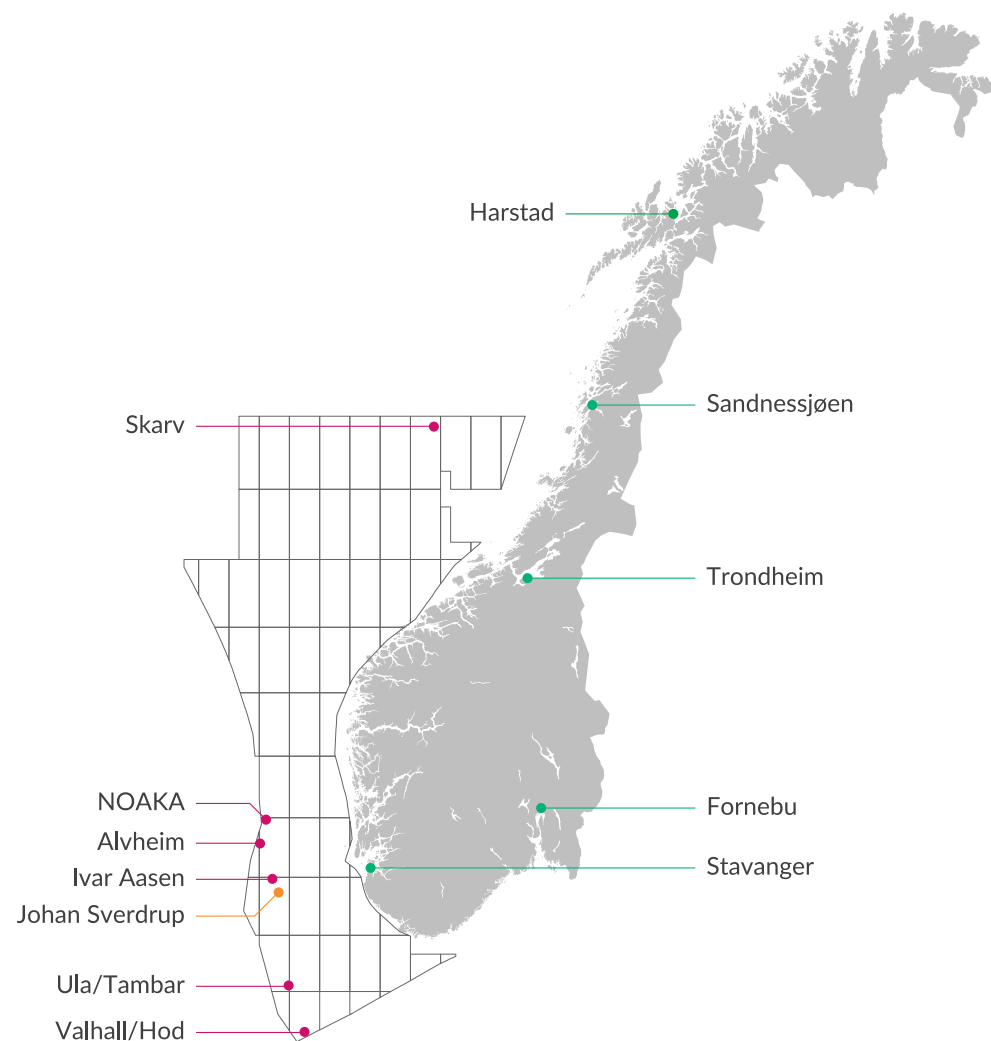 Harstad
Sandnessjøen
Skarv
Trondheim
NOAKA
Fornebu
Alvheim
Stavanger
Ivar Aasen
Johan Sverdrup
Ula/Tambar
Valhall/Hod